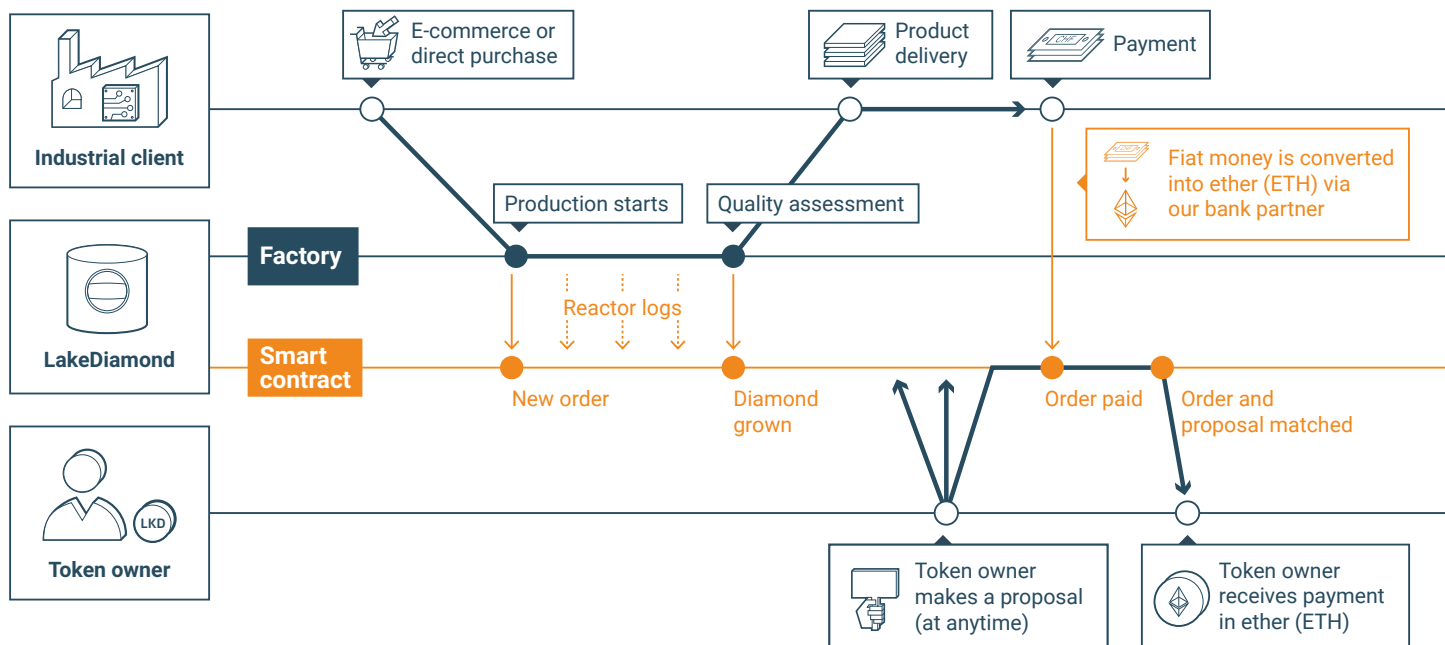 E-commerce or
direct purchase
Product
delivery
CHF
Payment
Industrial client
Fiat money is converted
into ether (ETH) via
our bank partner
CHF
Production starts
Quality assessment
Factory
Reactor logs
LakeDiamond
Smart
contract
New order
Diamond
grown
Order paid
Order and
proposal matched
LKD
Token owner
Token owner
makes a proposal
(at anytime)
Token owner
receives payment
in ether (ETH)